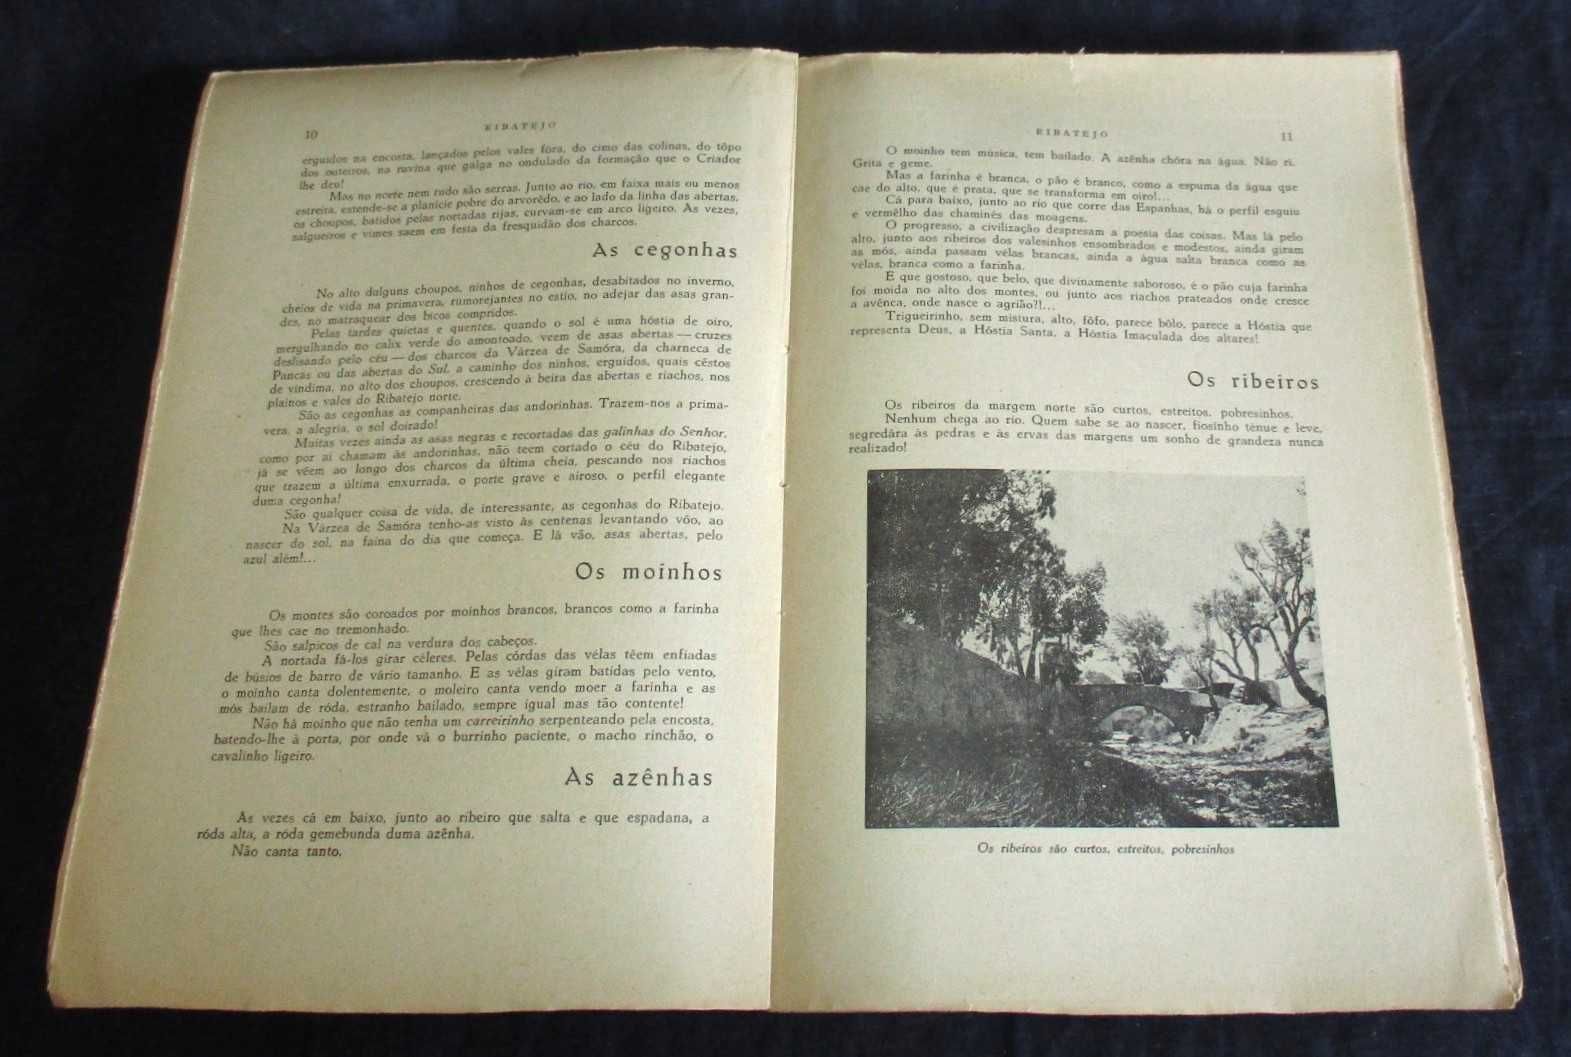 10
RIBATEJO
erguidos na encosta, lançados pelos vales fóra, do cimo das colinas, do tôpo
dos outeiros, na ravina que galga no ondulado da formação que o Criador
lhe deu!
Mas no norte nem tudo são serras. Junto ao rio, em faixa mais ou menos
estreita, estende-se a planície pobre do arvorêdo, e ao lado da linha das abertas,
os choupos, batidos pelas nortadas rijas, curvam-se em arco ligeiro. Às vezes,
salgueiros e vimes saem em festa da fresquidão dos charcos.
As cegonhas
No alto dalguns choupos, ninhos de cegonhas, desabitados no inverno,
cheios de vida na primavera, rumorejantes no estio, no adejar das asas gran-
des, no matraquear dos bicos compridos.
Pelas tardes quietas e quentes, quando o sol é uma hóstia de oiro,
mergulhando no calix verde do amontoado, veem de asas abertas — cruzes
deslisando pelo céu — dos charcos da Várzea de Samóra, da charneca de
Pancas ou das abertas do Sul, a caminho dos ninhos, erguidos, quais cêstos
de vindima, no alto dos choupos, crescendo à beira das abertas e riachos, nos
plainos e vales do Ribatejo norte.
São as cegonhas as companheiras das andorinhas. Trazem-nos a prima-
vera, a alegria, o sol doirado!
Muitas vezes ainda as asas negras e recortadas das galinhas do Senhor,
como por aí chamam às andorinhas, não teem cortado o céu do Ribatejo,
já se vêem ao longo dos charcos da última cheia, pescando nos riachos
que trazem a última enxurrada, o porte grave e airoso, o perfil elegante
duma cegonha!
São qualquer coisa de vida, de interessante, as cegonhas do Ribatejo.
Na Várzea de Samóra tenho-as visto às centenas levantando vôo, ao
nascer do sol, na faina do dia que começa. E lá vão, asas abertas, pelo
azul além!...
Os moínhos
Os montes são coroados por moínhos brancos, brancos como a farinha
que lhes cae no tremonhado.
São salpicos de cal na verdura dos cabeços.
A nortada fá-los girar céleres. Pelas córdas das vélas têem enfiadas
de búsios de barro de vário tamanho. E as vélas giram batidas pelo vento,
o moinho canta dolentemente, o moleiro canta vendo moer a farinha e as
mós bailam de róda, estranho bailado, sempre igual mas tão contente!
Não há moinho que não tenha um carreirinho serpenteando pela encosta,
batendo-lhe à porta, por onde vá o burrinho paciente, o macho rinchão, o
cavalinho ligeiro.
As azênhas
Às vezes cá em baixo, junto ao ribeiro que salta e que espadana, a
róda alta, a róda gemebunda duma azênha.
Não canta tanto.
RIBATEJO
11
O moinho tem música, tem bailado. A azênha chóra na água. Não ri.
Grita e geme.
Mas a farinha é branca, o pão é branco, como a espuma da água que
cae do alto, que é prata, que se transforma em oiro!...
Cá para baixo, junto ao rio que corre das Espanhas, há o perfil esguiu
e vermêlho das chaminés das moagens.
O progresso, a civilização despresam a poesia das coisas. Mas lá pelo
alto, junto aos ribeiros dos valesinhos ensombrados e modestos, ainda giram
as mós, ainda passam vélas brancas, ainda a água salta branca como as
vélas, branca como a farinha.
E que gostoso, que belo, que divinamente saboroso, é o pão cuja farinha
foi moída no alto dos montes, ou junto aos riachos prateados onde cresce
a avênca, onde nasce o agrião?!...
Trigueirinho, sem mistura, alto, fôfo, parece bôlo, parece a Hóstia que
representa Deus, a Hóstia Santa, a Hóstia Imaculada dos altares!
Os ribeiros
Os ribeiros da margem norte são curtos, estreitos, pobresinhos.
Nenhum chega ao rio. Quem sabe se ao nascer, fiosinho ténue e leve,
segredára às pedras e às ervas das margens um sonho de grandeza nunca
realizado!
Os ribeiros são curtos, estreitos, pobresinhos